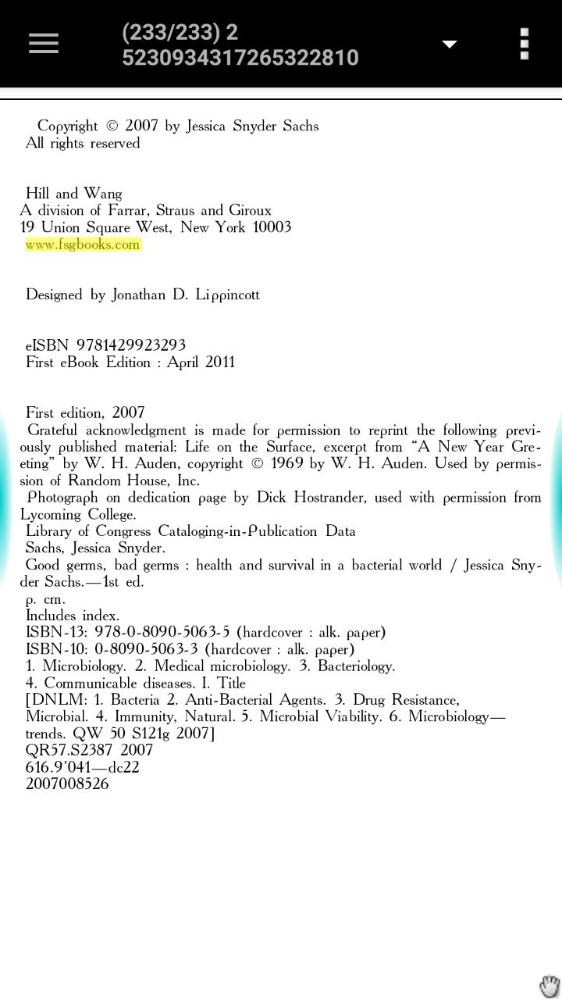 (233/233) 2
5230934317265322810
Copyright © 2007 by Jessica Snyder Sachs
All rights reserved
Hill and Wang
A division of Farrar, Straus and Giroux
19 Union Square West, New York 10003
www.fsgbooks.com
Designed by Jonathan D. Lippincott
eISBN 9781429923293
First eBook Edition : April 2011
First edition, 2007
Grateful acknowledgment is made for permission to reprint the following previ-
ously published material: Life on the Surface, excerpt from “A New Year Gre-
eting” by W. H. Auden, copyright © 1969 by W. H. Auden. Used by permis-
sion of Random House, Inc.
Photograph on dedication page by Dick Hostrander, used with permission from
Lycoming College.
Library of Congress Cataloging-in-Publication Data
Sachs, Jessica Snyder.
Good germs, bad germs : health and survival in a bacterial world / Jessica Sny-
der Sachs.—1st ed.
p. cm.
Includes index.
ISBN-13: 978-0-8090-5063-5 (hardcover : alk. paper)
ISBN-10: 0-8090-5063-3 (hardcover : alk. paper)
1. Microbiology. 2. Medical microbiology. 3. Bacteriology.
4. Communicable diseases. I. Title
[DNLM: 1. Bacteria 2. Anti-Bacterial Agents. 3. Drug Resistance,
Microbial. 4. Immunity, Natural. 5. Microbial Viability. 6. Microbiology—
trends. QW 50 S121g 2007]
QR57.S2387 2007
616.9’041—dc22
2007008526